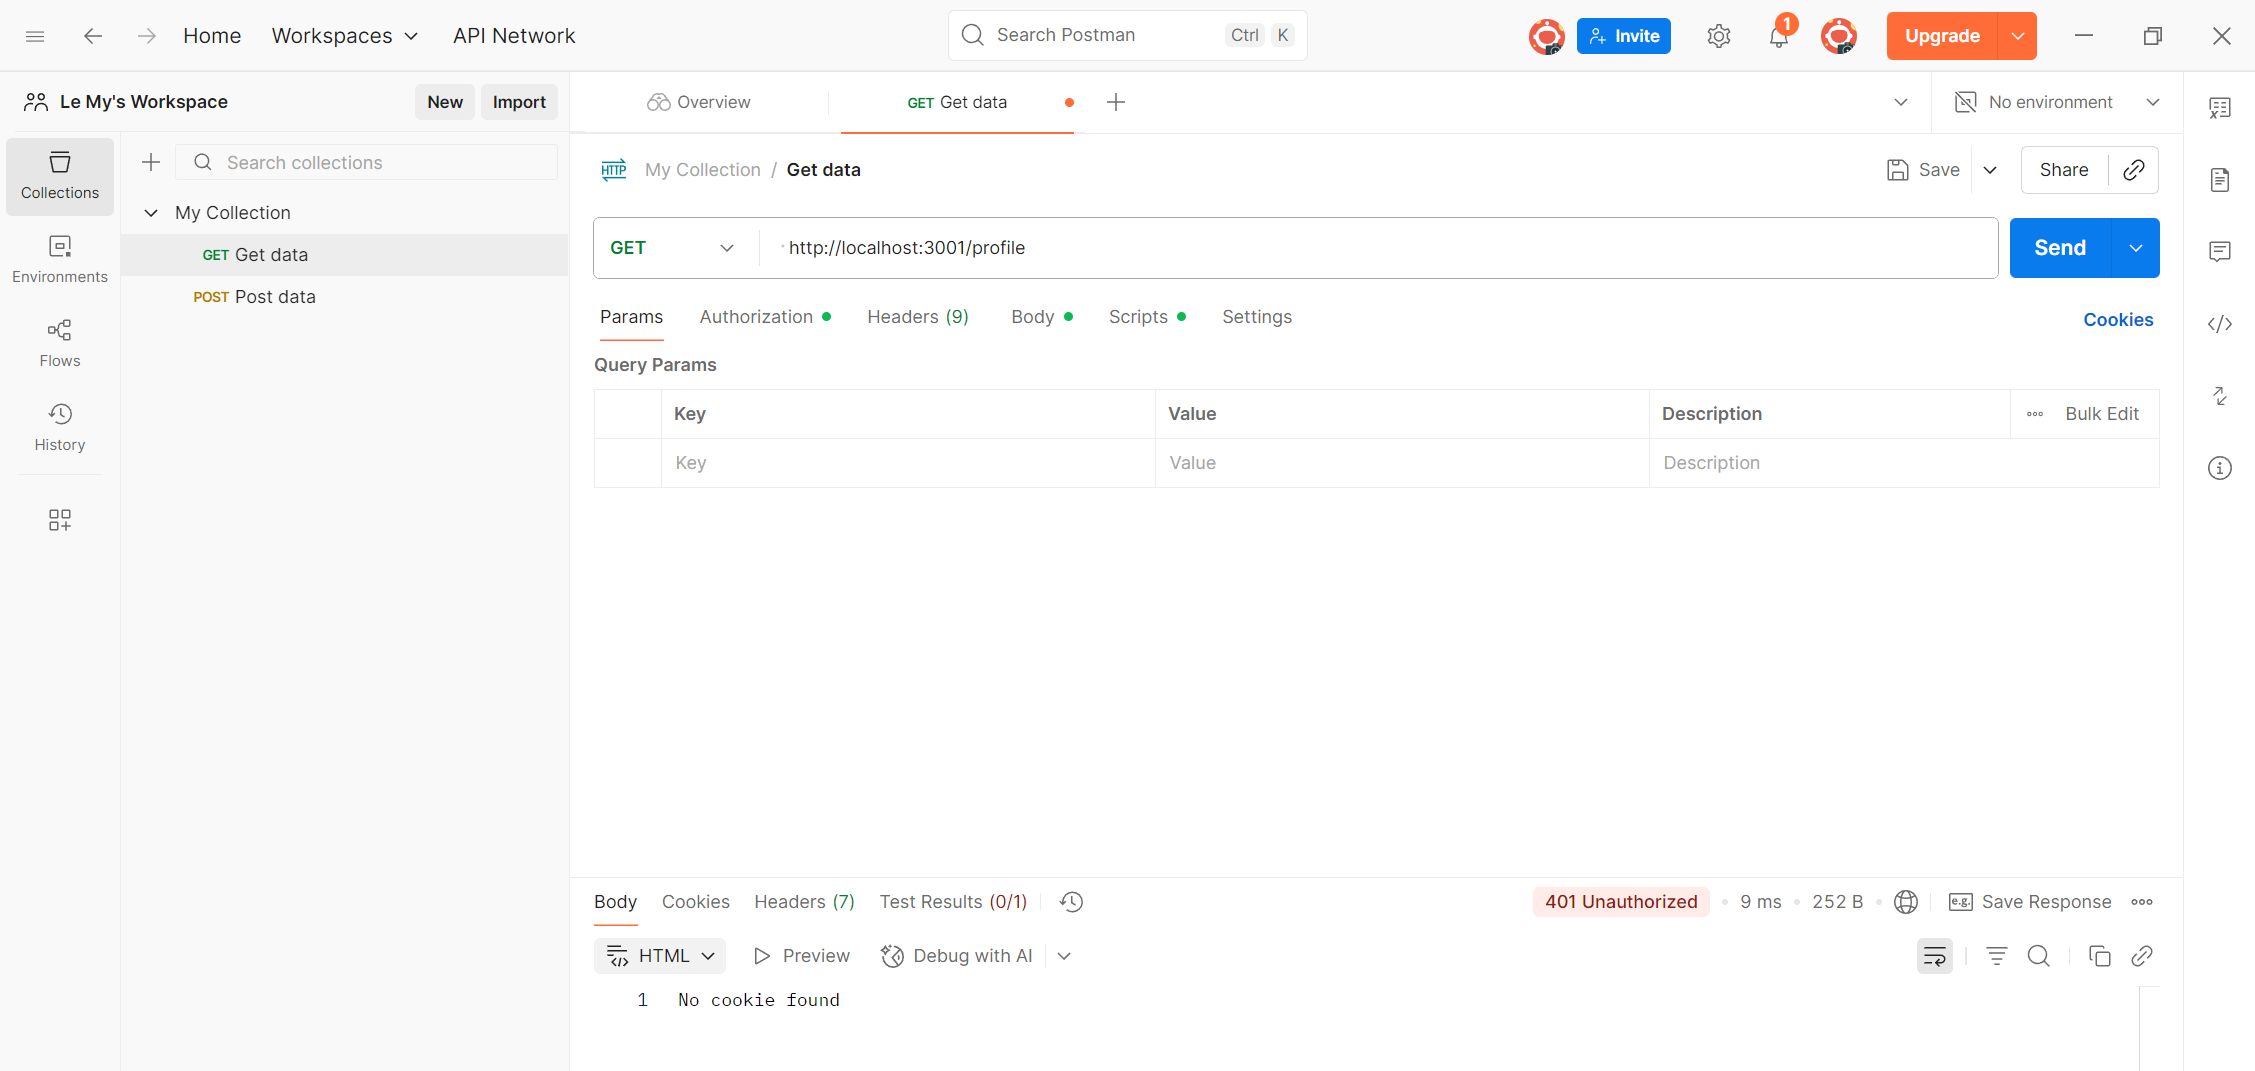 Home Workspaces API Network Search Postman Ctrl K Invite 1 Upgrade
Le My's Workspace New Import Overview GET Get data No environment
Collections
Environments
Flows
History
Search collections
My Collection
GET Get data
POST Post data
HTTP My Collection / Get data Save Share
GET http://localhost:3001/profile Send
Params Authorization Headers (9) Body Scripts Settings Cookies
Query Params
Key Value Description Bulk Edit
Key Value Description
Body Cookies Headers (7) Test Results (0/1) 401 Unauthorized 9 ms 252 B e.g. Save Response
HTML Preview Debug with AI
1 No cookie found